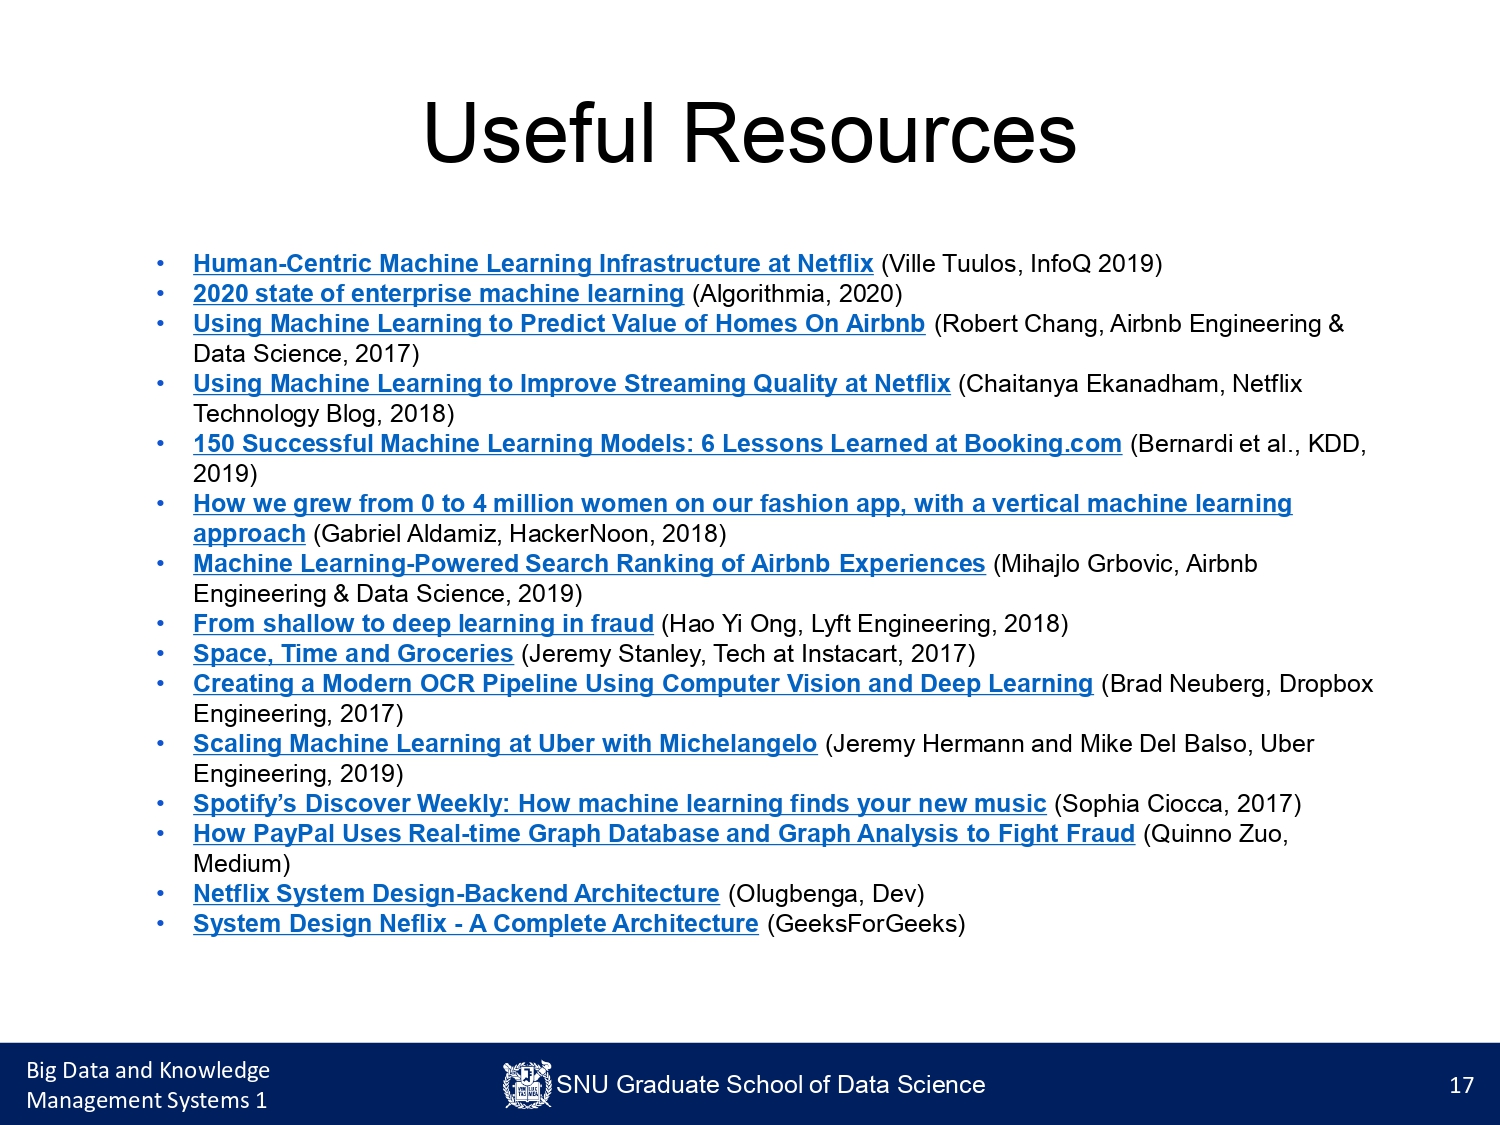 Useful Resources
• Human-Centric Machine Learning Infrastructure at Netflix (Ville Tuulos, InfoQ 2019)
• 2020 state of enterprise machine learning (Algorithmia, 2020)
• Using Machine Learning to Predict Value of Homes On Airbnb (Robert Chang, Airbnb Engineering &
Data Science, 2017)
• Using Machine Learning to Improve Streaming Quality at Netflix (Chaitanya Ekanadham, Netflix
Technology Blog, 2018)
• 150 Successful Machine Learning Models: 6 Lessons Learned at Booking.com (Bernardi et al., KDD,
2019)
• How we grew from 0 to 4 million women on our fashion app, with a vertical machine learning
approach (Gabriel Aldamiz, HackerNoon, 2018)
• Machine Learning-Powered Search Ranking of Airbnb Experiences (Mihajlo Grbovic, Airbnb
Engineering & Data Science, 2019)
• From shallow to deep learning in fraud (Hao Yi Ong, Lyft Engineering, 2018)
• Space, Time and Groceries (Jeremy Stanley, Tech at Instacart, 2017)
• Creating a Modern OCR Pipeline Using Computer Vision and Deep Learning (Brad Neuberg, Dropbox
Engineering, 2017)
• Scaling Machine Learning at Uber with Michelangelo (Jeremy Hermann and Mike Del Balso, Uber
Engineering, 2019)
• Spotify’s Discover Weekly: How machine learning finds your new music (Sophia Ciocca, 2017)
• How PayPal Uses Real-time Graph Database and Graph Analysis to Fight Fraud (Quinno Zuo,
Medium)
• Netflix System Design-Backend Architecture (Olugbenga, Dev)
• System Design Neflix - A Complete Architecture (GeeksForGeeks)
Big Data and Knowledge
Management Systems 1
SNU Graduate School of Data Science
17